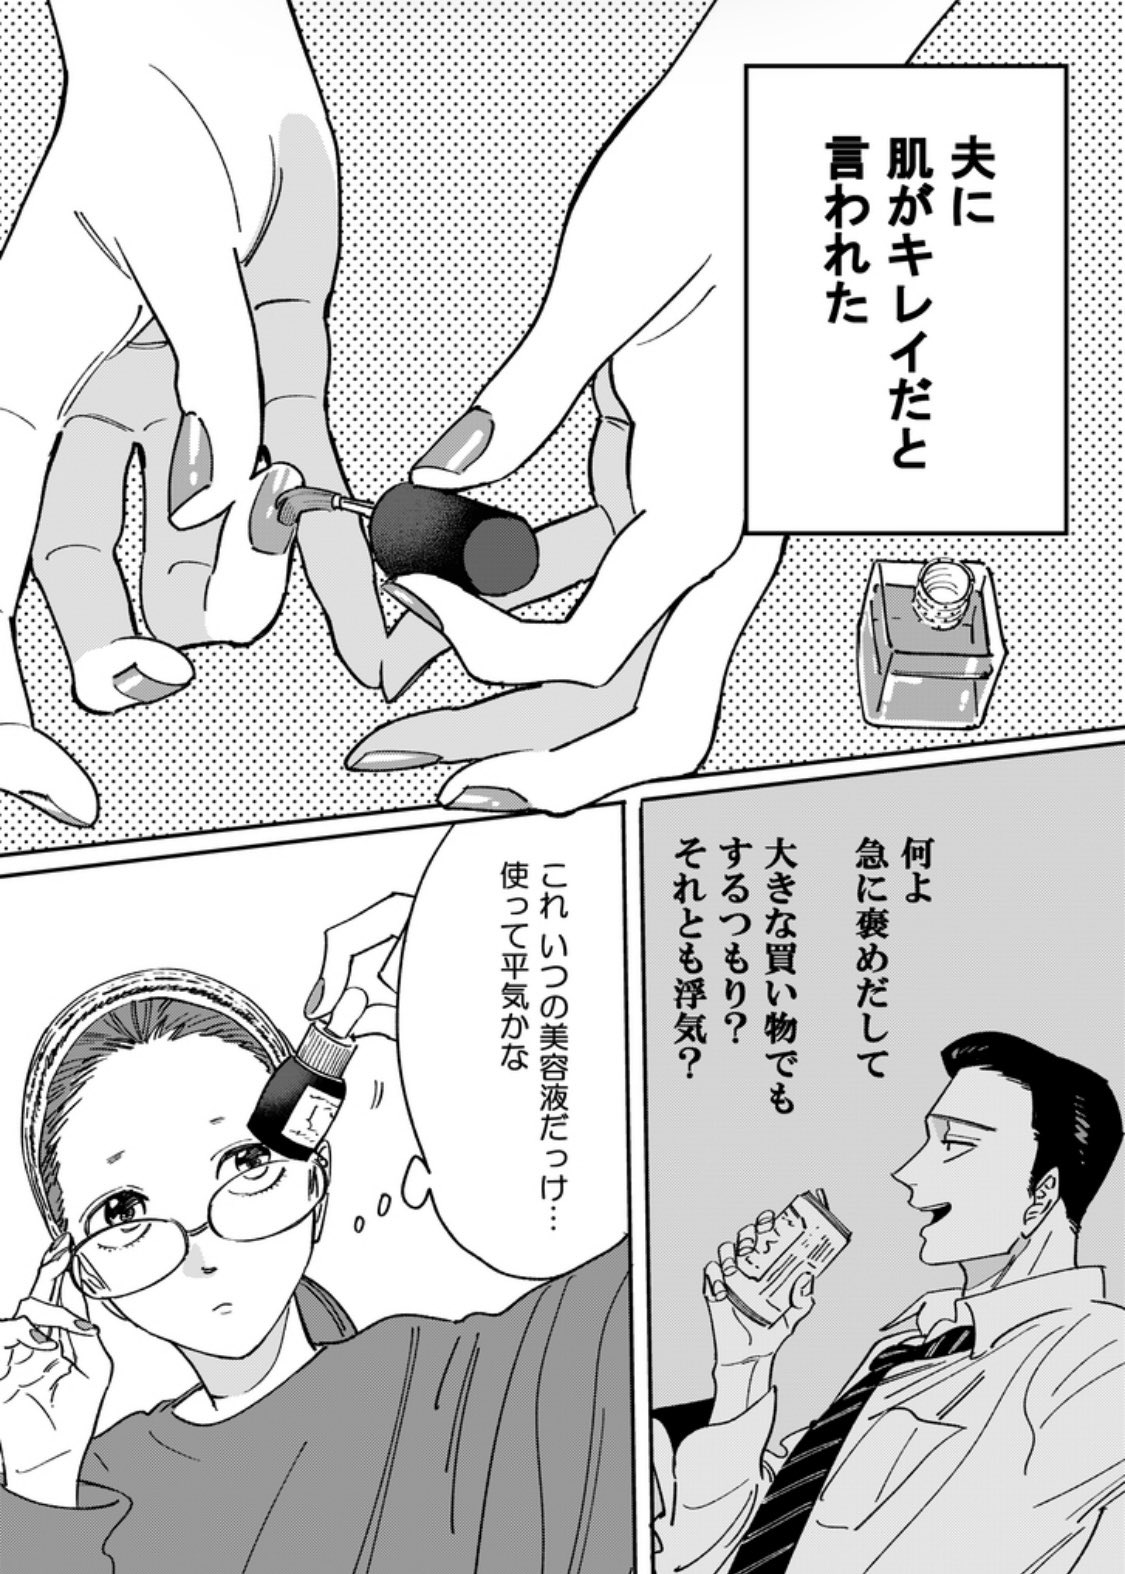 夫に
肌がキレイだと
言われた
何よ
急に褒めだして
大きな買い物でも
するつもり？
それとも浮気？
これ いつの美容液だっけ…
使って平気かな